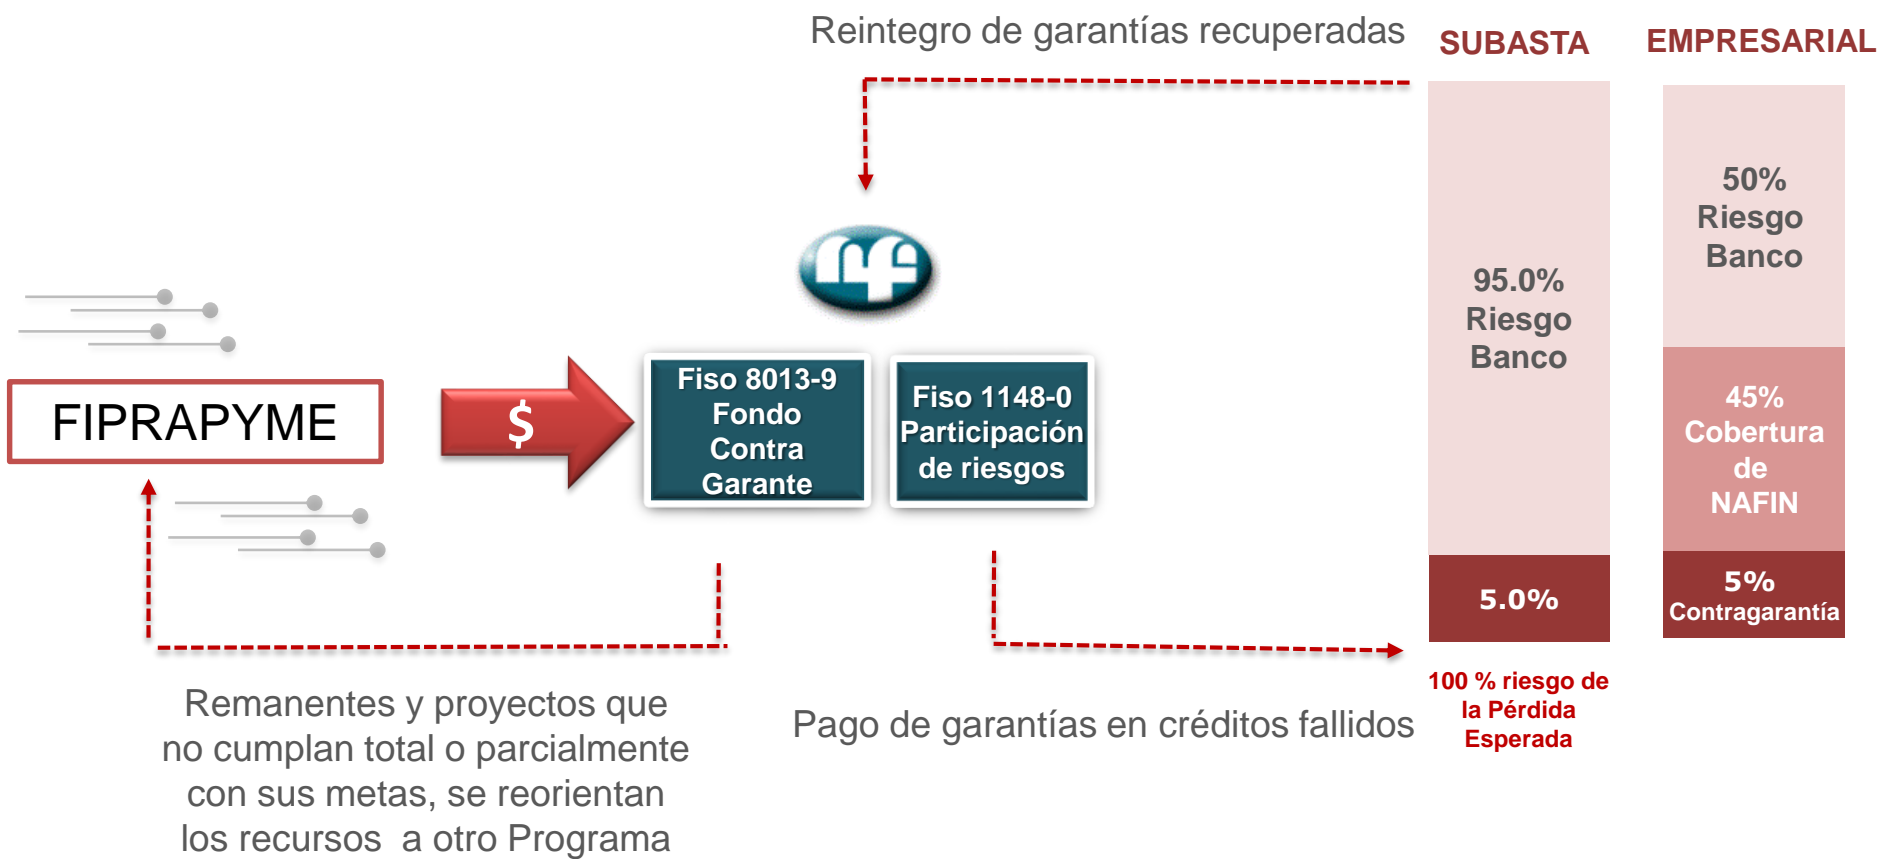 Reintegro de garantías recuperadas
SUBASTA
EMPRESARIAL
50%
Riesgo
Banco
95.0%
Riesgo
Banco
nf
FIPRAPYME
$
Fiso 8013-9
Fondo
Contra
Garante
Fiso 1148-0
Participación
de riesgos
45%
Cobertura
de
NAFIN
5.0%
5%
Contragarantía
100 % riesgo de
la Pérdida
Esperada
Remanentes y proyectos que
no cumplan total o parcialmente
con sus metas, se reorientan
los recursos a otro Programa
Pago de garantías en créditos fallidos